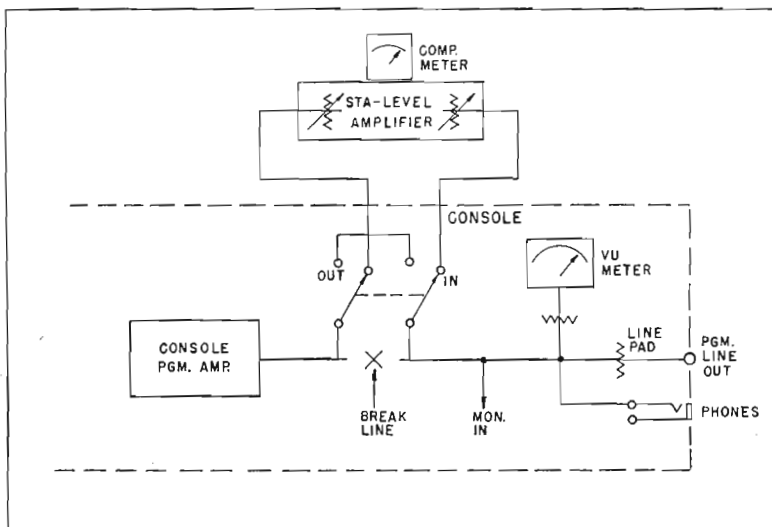 COMP.
METER
STA-LEVEL
AMPLIFIER
CONSOLE
OUT
IN
VU
METER
CONSOLE
PGM. AMP.
LINE
PAD
PGM.
LINE
OUT
BREAK
LINE
MON.
IN
PHONES